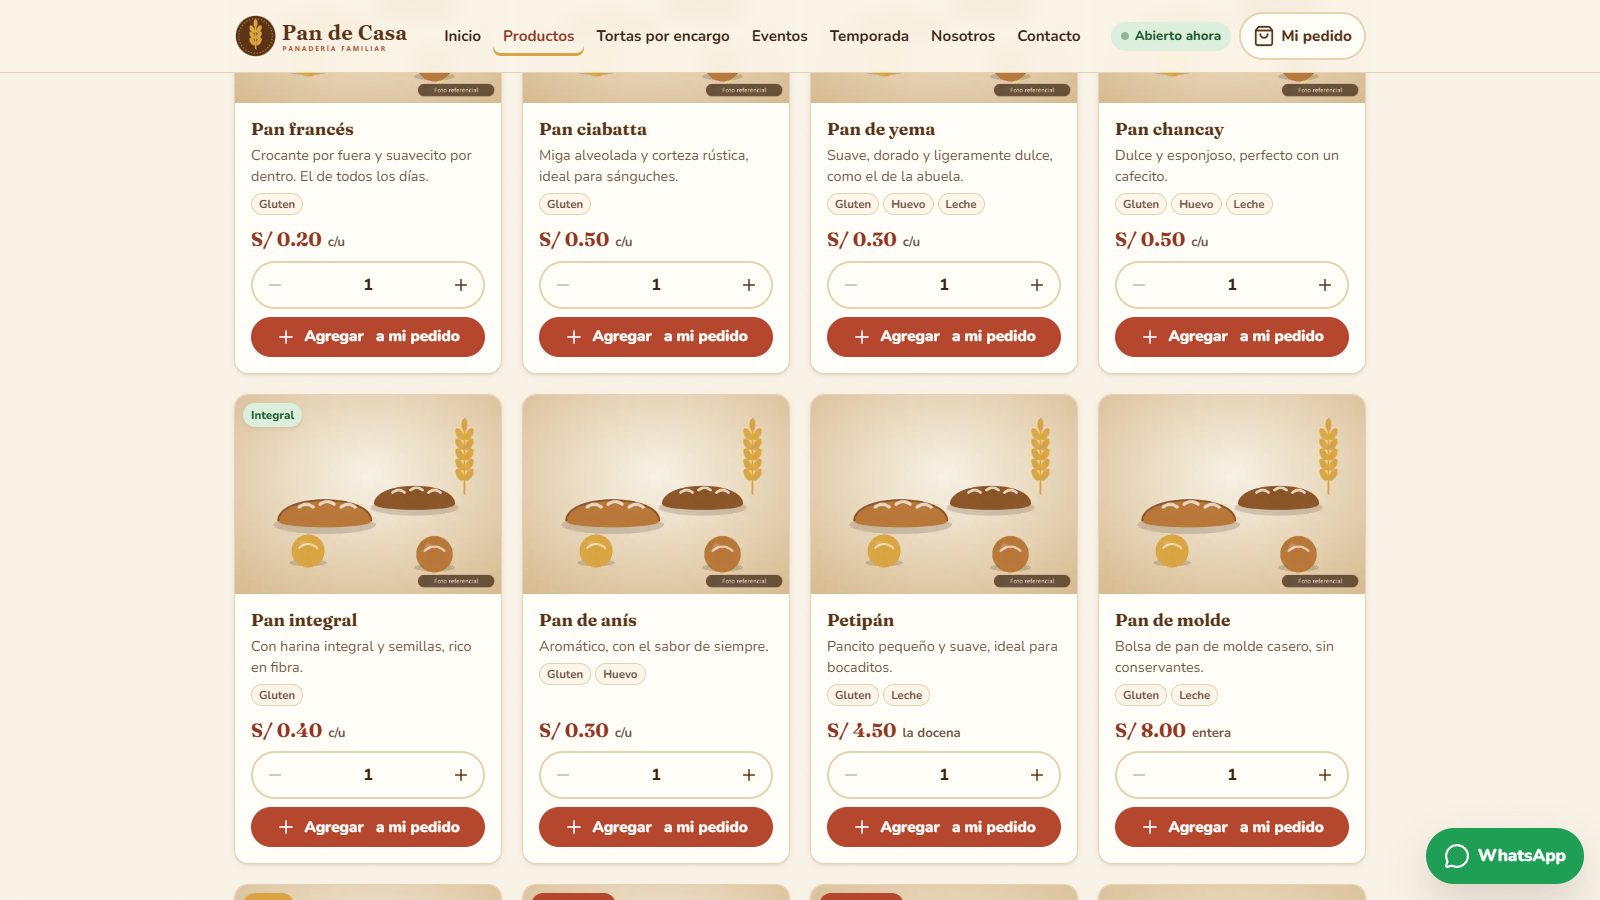 Pan de Casa
PANADERÍA FAMILIAR
Inicio
Productos
Tortas por encargo
Eventos
Temporada
Nosotros
Contacto
Abierto ahora
Mi pedido
Foto referencial
Foto referencial
Foto referencial
Foto referencial
Pan francés
Crocante por fuera y suavecito por
dentro. El de todos los días.
Gluten
S/ 0.20 c/u
1
Agregar a mi pedido
Pan ciabatta
Miga alveolada y corteza rústica,
ideal para sánguches.
Gluten
S/ 0.50 c/u
1
Agregar a mi pedido
Pan de yema
Suave, dorado y ligeramente dulce,
como el de la abuela.
Gluten Huevo Leche
S/ 0.30 c/u
1
Agregar a mi pedido
Pan chancay
Dulce y esponjoso, perfecto con un
cafecito.
Gluten Huevo Leche
S/ 0.50 c/u
1
Agregar a mi pedido
Integral
Foto referencial
Pan integral
Con harina integral y semillas, rico
en fibra.
Gluten
S/ 0.40 c/u
1
Agregar a mi pedido
Foto referencial
Pan de anís
Aromático, con el sabor de siempre.
Gluten Huevo
S/ 0.30 c/u
1
Agregar a mi pedido
Foto referencial
Petipán
Pancito pequeño y suave, ideal para
bocaditos.
Gluten Leche
S/ 4.50 la docena
1
Agregar a mi pedido
Foto referencial
Pan de molde
Bolsa de pan de molde casero, sin
conservantes.
Gluten Leche
S/ 8.00 entera
1
Agregar a mi pedido
WhatsApp